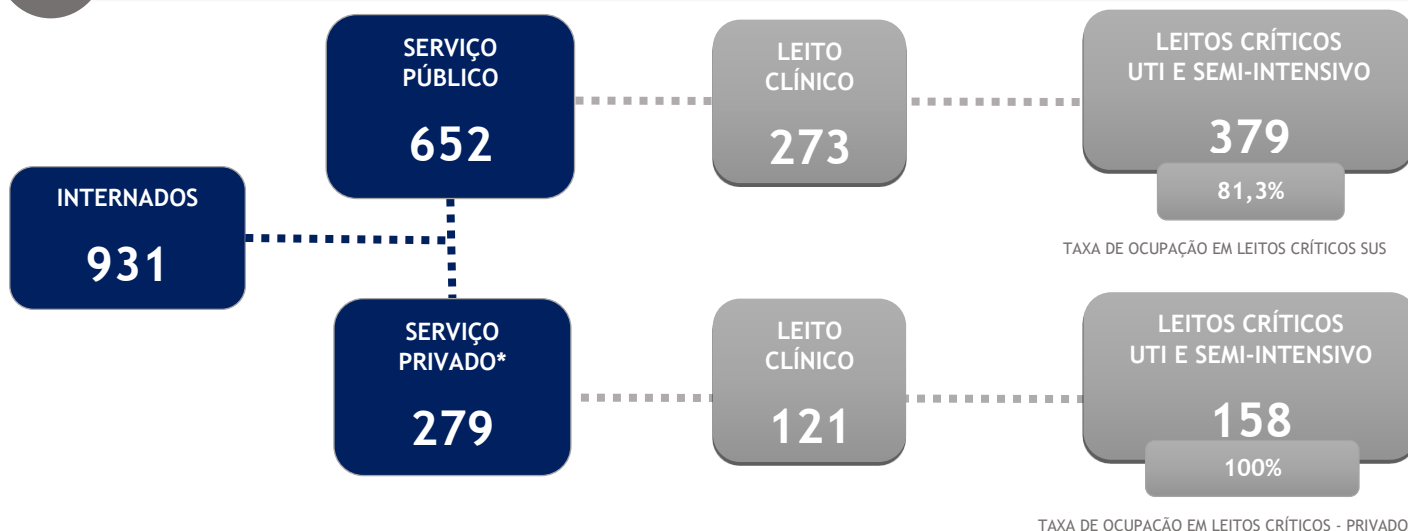 INTERNADOS
931
SERVIÇO
PÚBLICO
652
LEITO
CLÍNICO
273
LEITOS CRÍTICOS
UTI E SEMI-INTENSIVO
379
81,3%
TAXA DE OCUPAÇÃO EM LEITOS CRÍTICOS SUS
SERVIÇO
PRIVADO*
279
LEITO
CLÍNICO
121
LEITOS CRÍTICOS
UTI E SEMI-INTENSIVO
158
100%
TAXA DE OCUPAÇÃO EM LEITOS CRÍTICOS - PRIVADO